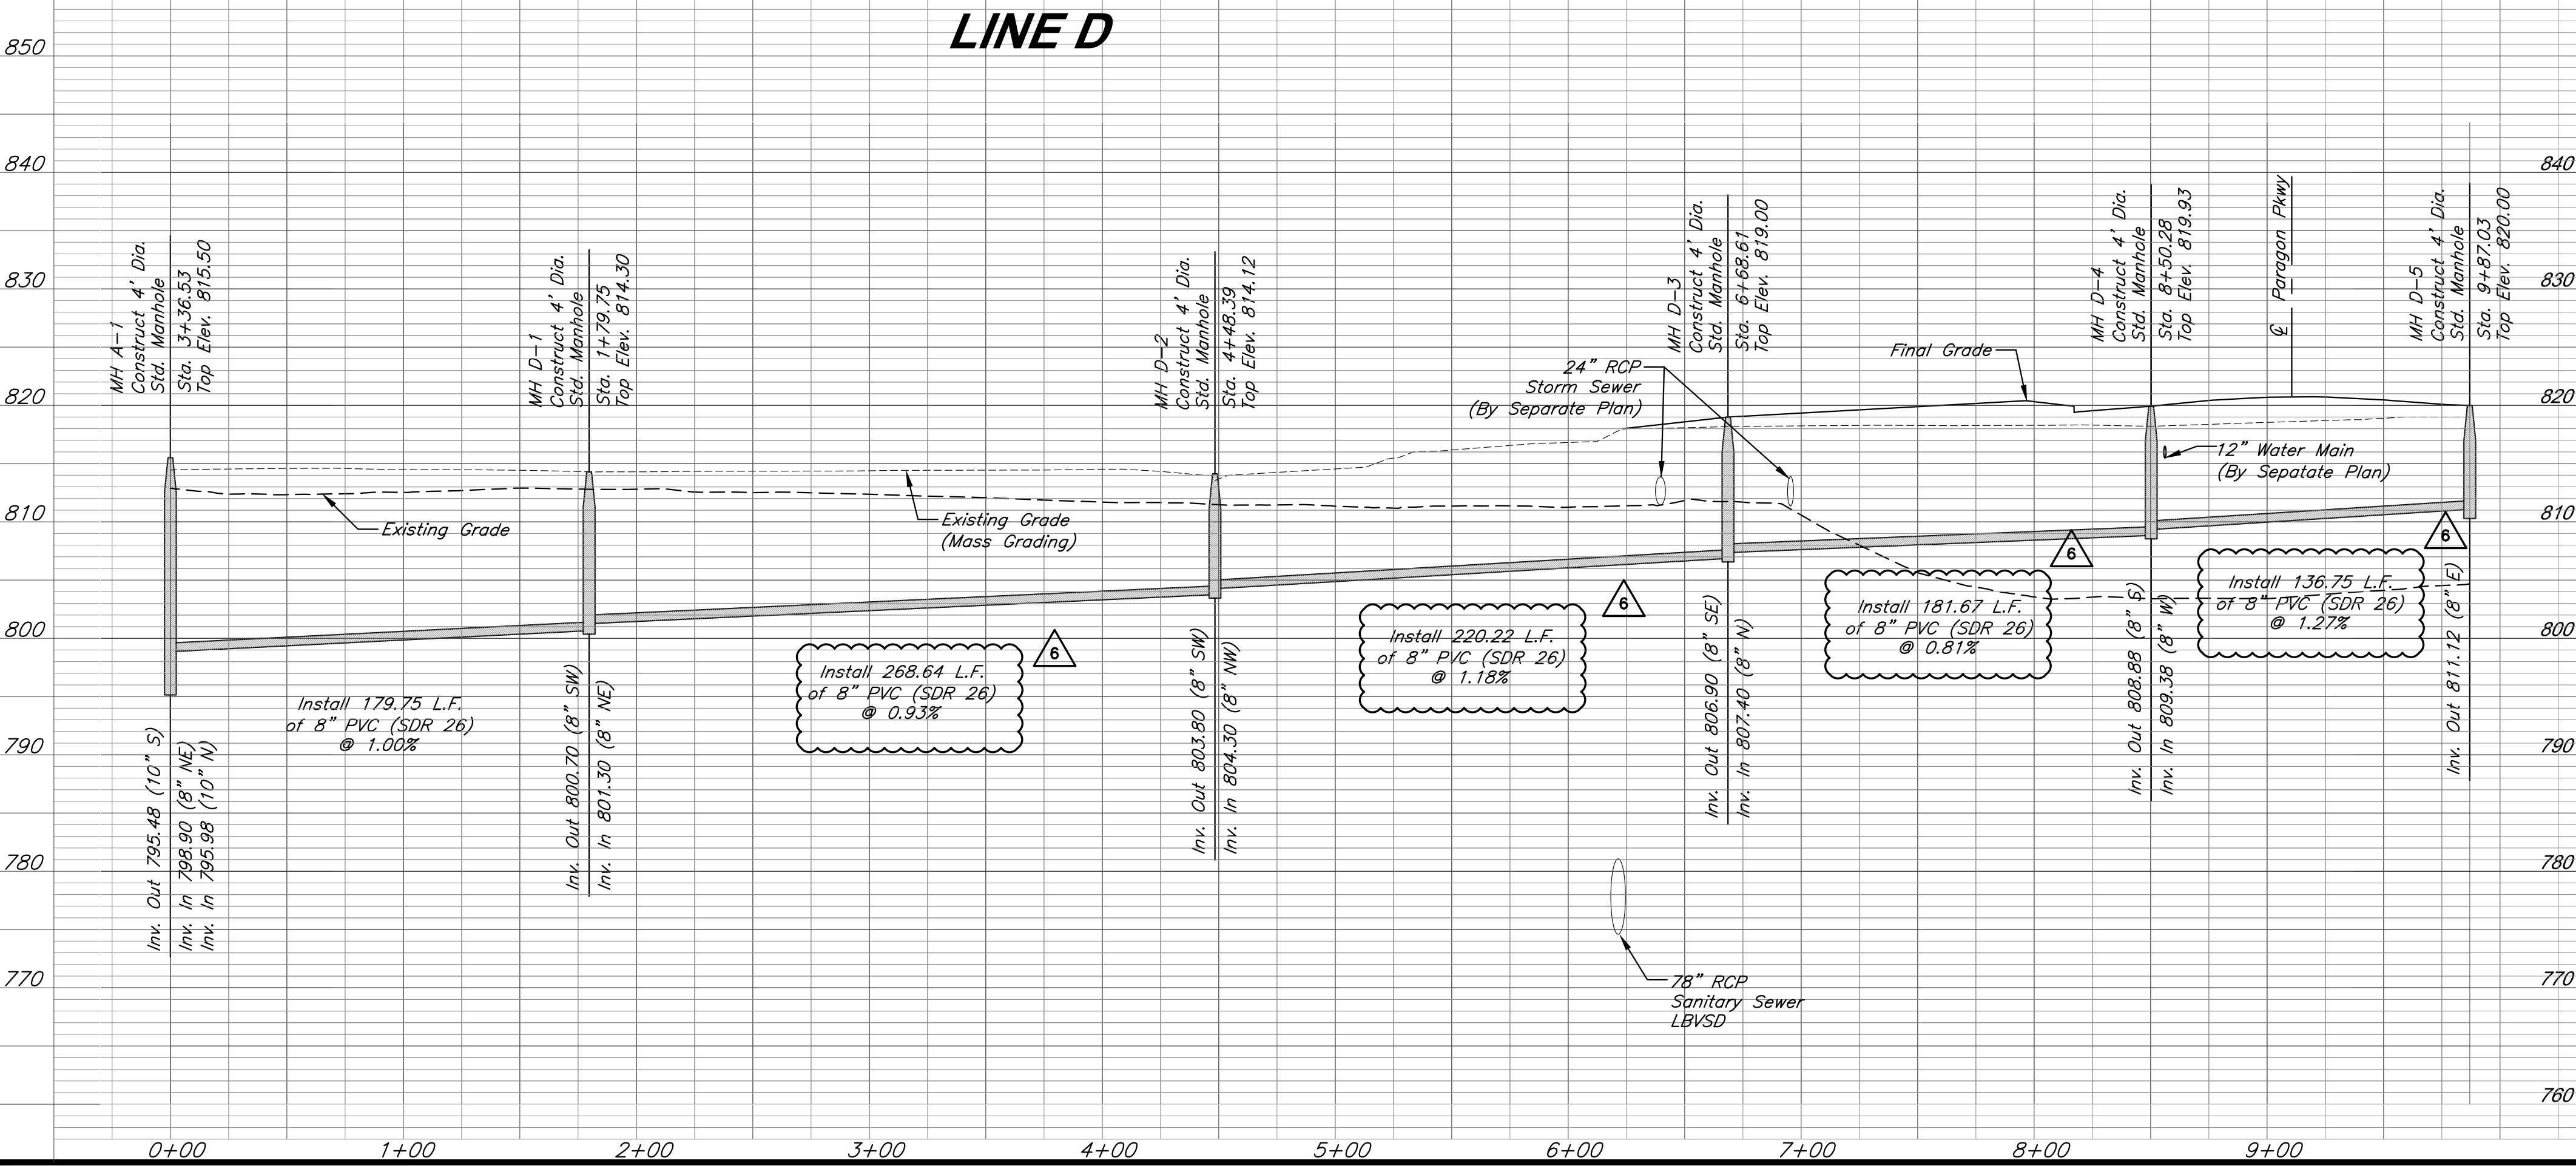 LINE D
850
840
830
820
810
800
790
780
770
840
830
820
810
800
790
780
770
760
0+00
1+00
2+00
3+00
4+00
5+00
6+00
7+00
8+00
9+00
MH A-1
Construct 4' Dia.
Std. Manhole
Sta. 3+36.53
Top Elev. 815.50
MH D-1
Construct 4' Dia.
Std. Manhole
Sta. 1+79.75
Top Elev. 814.30
MH D-2
Construct 4' Dia.
Std. Manhole
Sta. 4+48.39
Top Elev. 814.12
MH D-3
Construct 4' Dia.
Std. Manhole
Sta. 6+68.61
Top Elev. 819.00
MH D-4
Construct 4' Dia.
Std. Manhole
Sta. 8+50.28
Top Elev. 819.93
℄ Paragon Pkwy
MH D-5
Construct 4' Dia.
Std. Manhole
Sta. 9+87.03
Top Elev. 820.00
24" RCP
Storm Sewer
(By Separate Plan)
Final Grade
12" Water Main
(By Sepatate Plan)
Existing Grade
Existing Grade
(Mass Grading)
Install 179.75 L.F.
of 8" PVC (SDR 26)
@ 1.00%
Install 268.64 L.F.
of 8" PVC (SDR 26)
@ 0.93%
6
Install 220.22 L.F.
of 8" PVC (SDR 26)
@ 1.18%
6
Install 181.67 L.F.
of 8" PVC (SDR 26)
@ 0.81%
6
Install 136.75 L.F.
of 8" PVC (SDR 26)
@ 1.27%
6
Inv. Out 795.48 (10" S)
Inv. In 798.90 (8" NE)
Inv. In 795.98 (10" N)
Inv. Out 800.70 (8" SW)
Inv. In 801.30 (8" NE)
Inv. Out 803.80 (8" SW)
Inv. In 804.30 (8" NW)
Inv. Out 806.90 (8" SE)
Inv. In 807.40 (8" N)
Inv. Out 808.88 (8" S)
Inv. In 809.38 (8" W)
Inv. Out 811.12 (8" E)
78" RCP
Sanitary Sewer
LBVSD